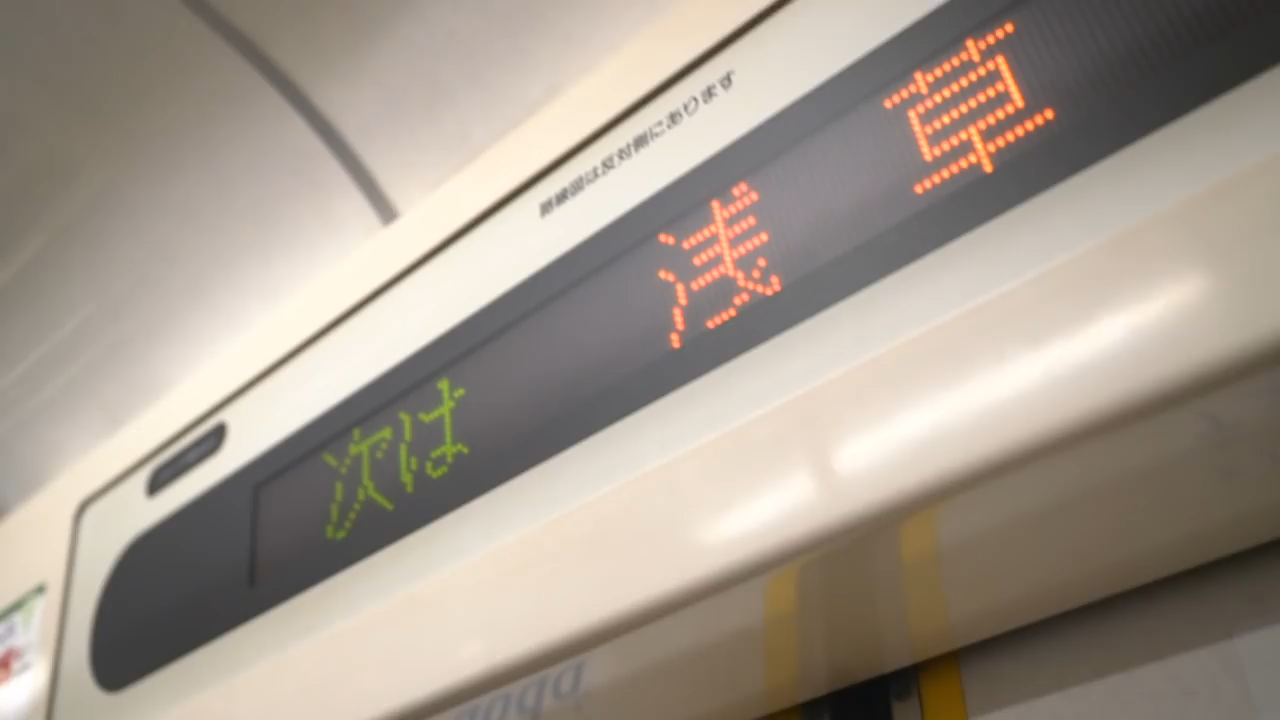 路線図は反対側にあります
次は 浅草